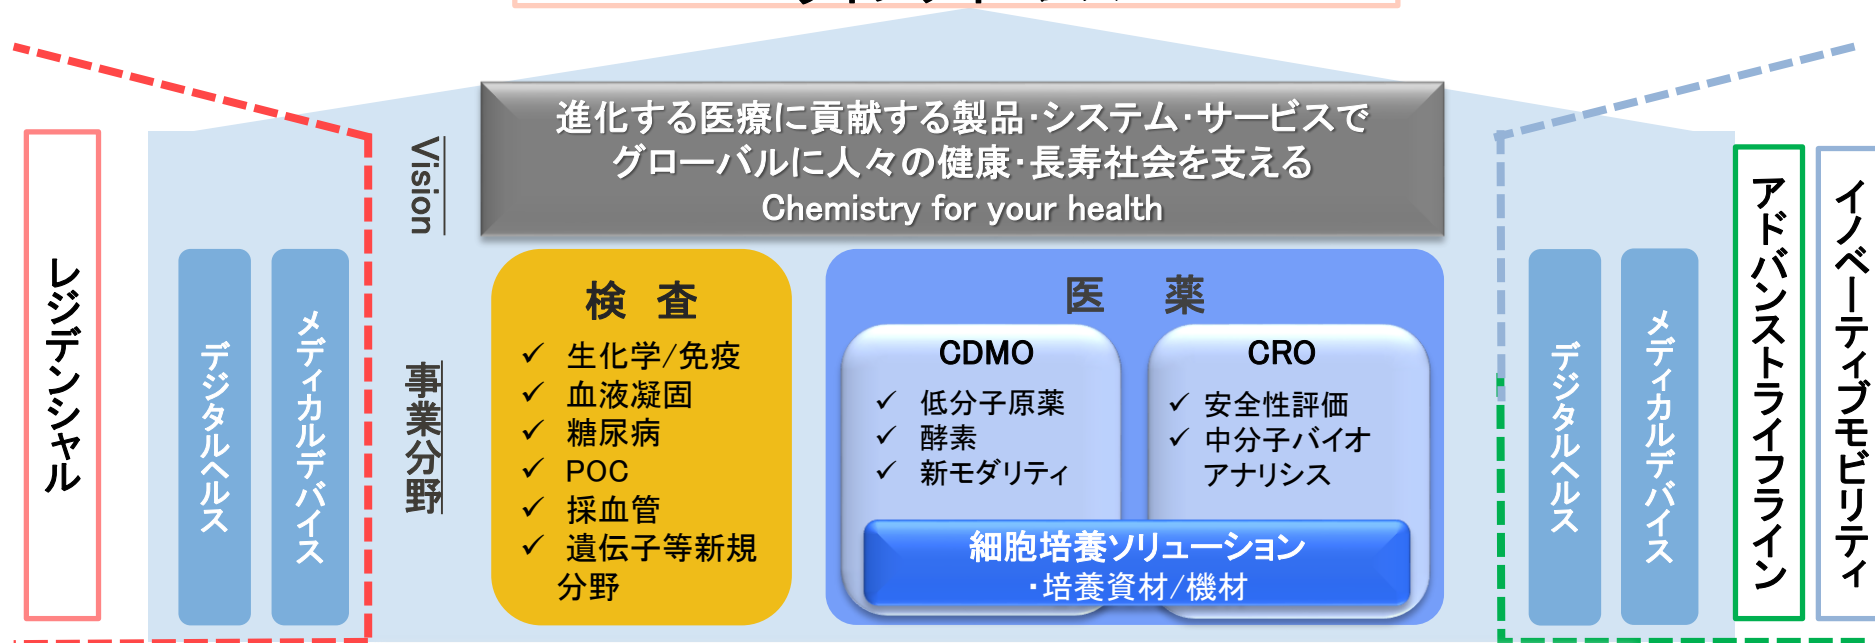 進化する医療に貢献する製品・システム・サービスで
グローバルに人々の健康・長寿社会を支える
Chemistry for your health
Vision
事業分野
レジデンシャル
デジタルヘルス
メディカルデバイス
検 査
✓ 生化学/免疫
✓ 血液凝固
✓ 糖尿病
✓ POC
✓ 採血管
✓ 遺伝子等新規
分野
医 薬
CDMO
✓ 低分子原薬
✓ 酵素
✓ 新モダリティ
CRO
✓ 安全性評価
✓ 中分子バイオ
アナリシス
細胞培養ソリューション
・培養資材/機材
デジタルヘルス
メディカルデバイス
アドバンストライフライン
イノベーティブモビリティ